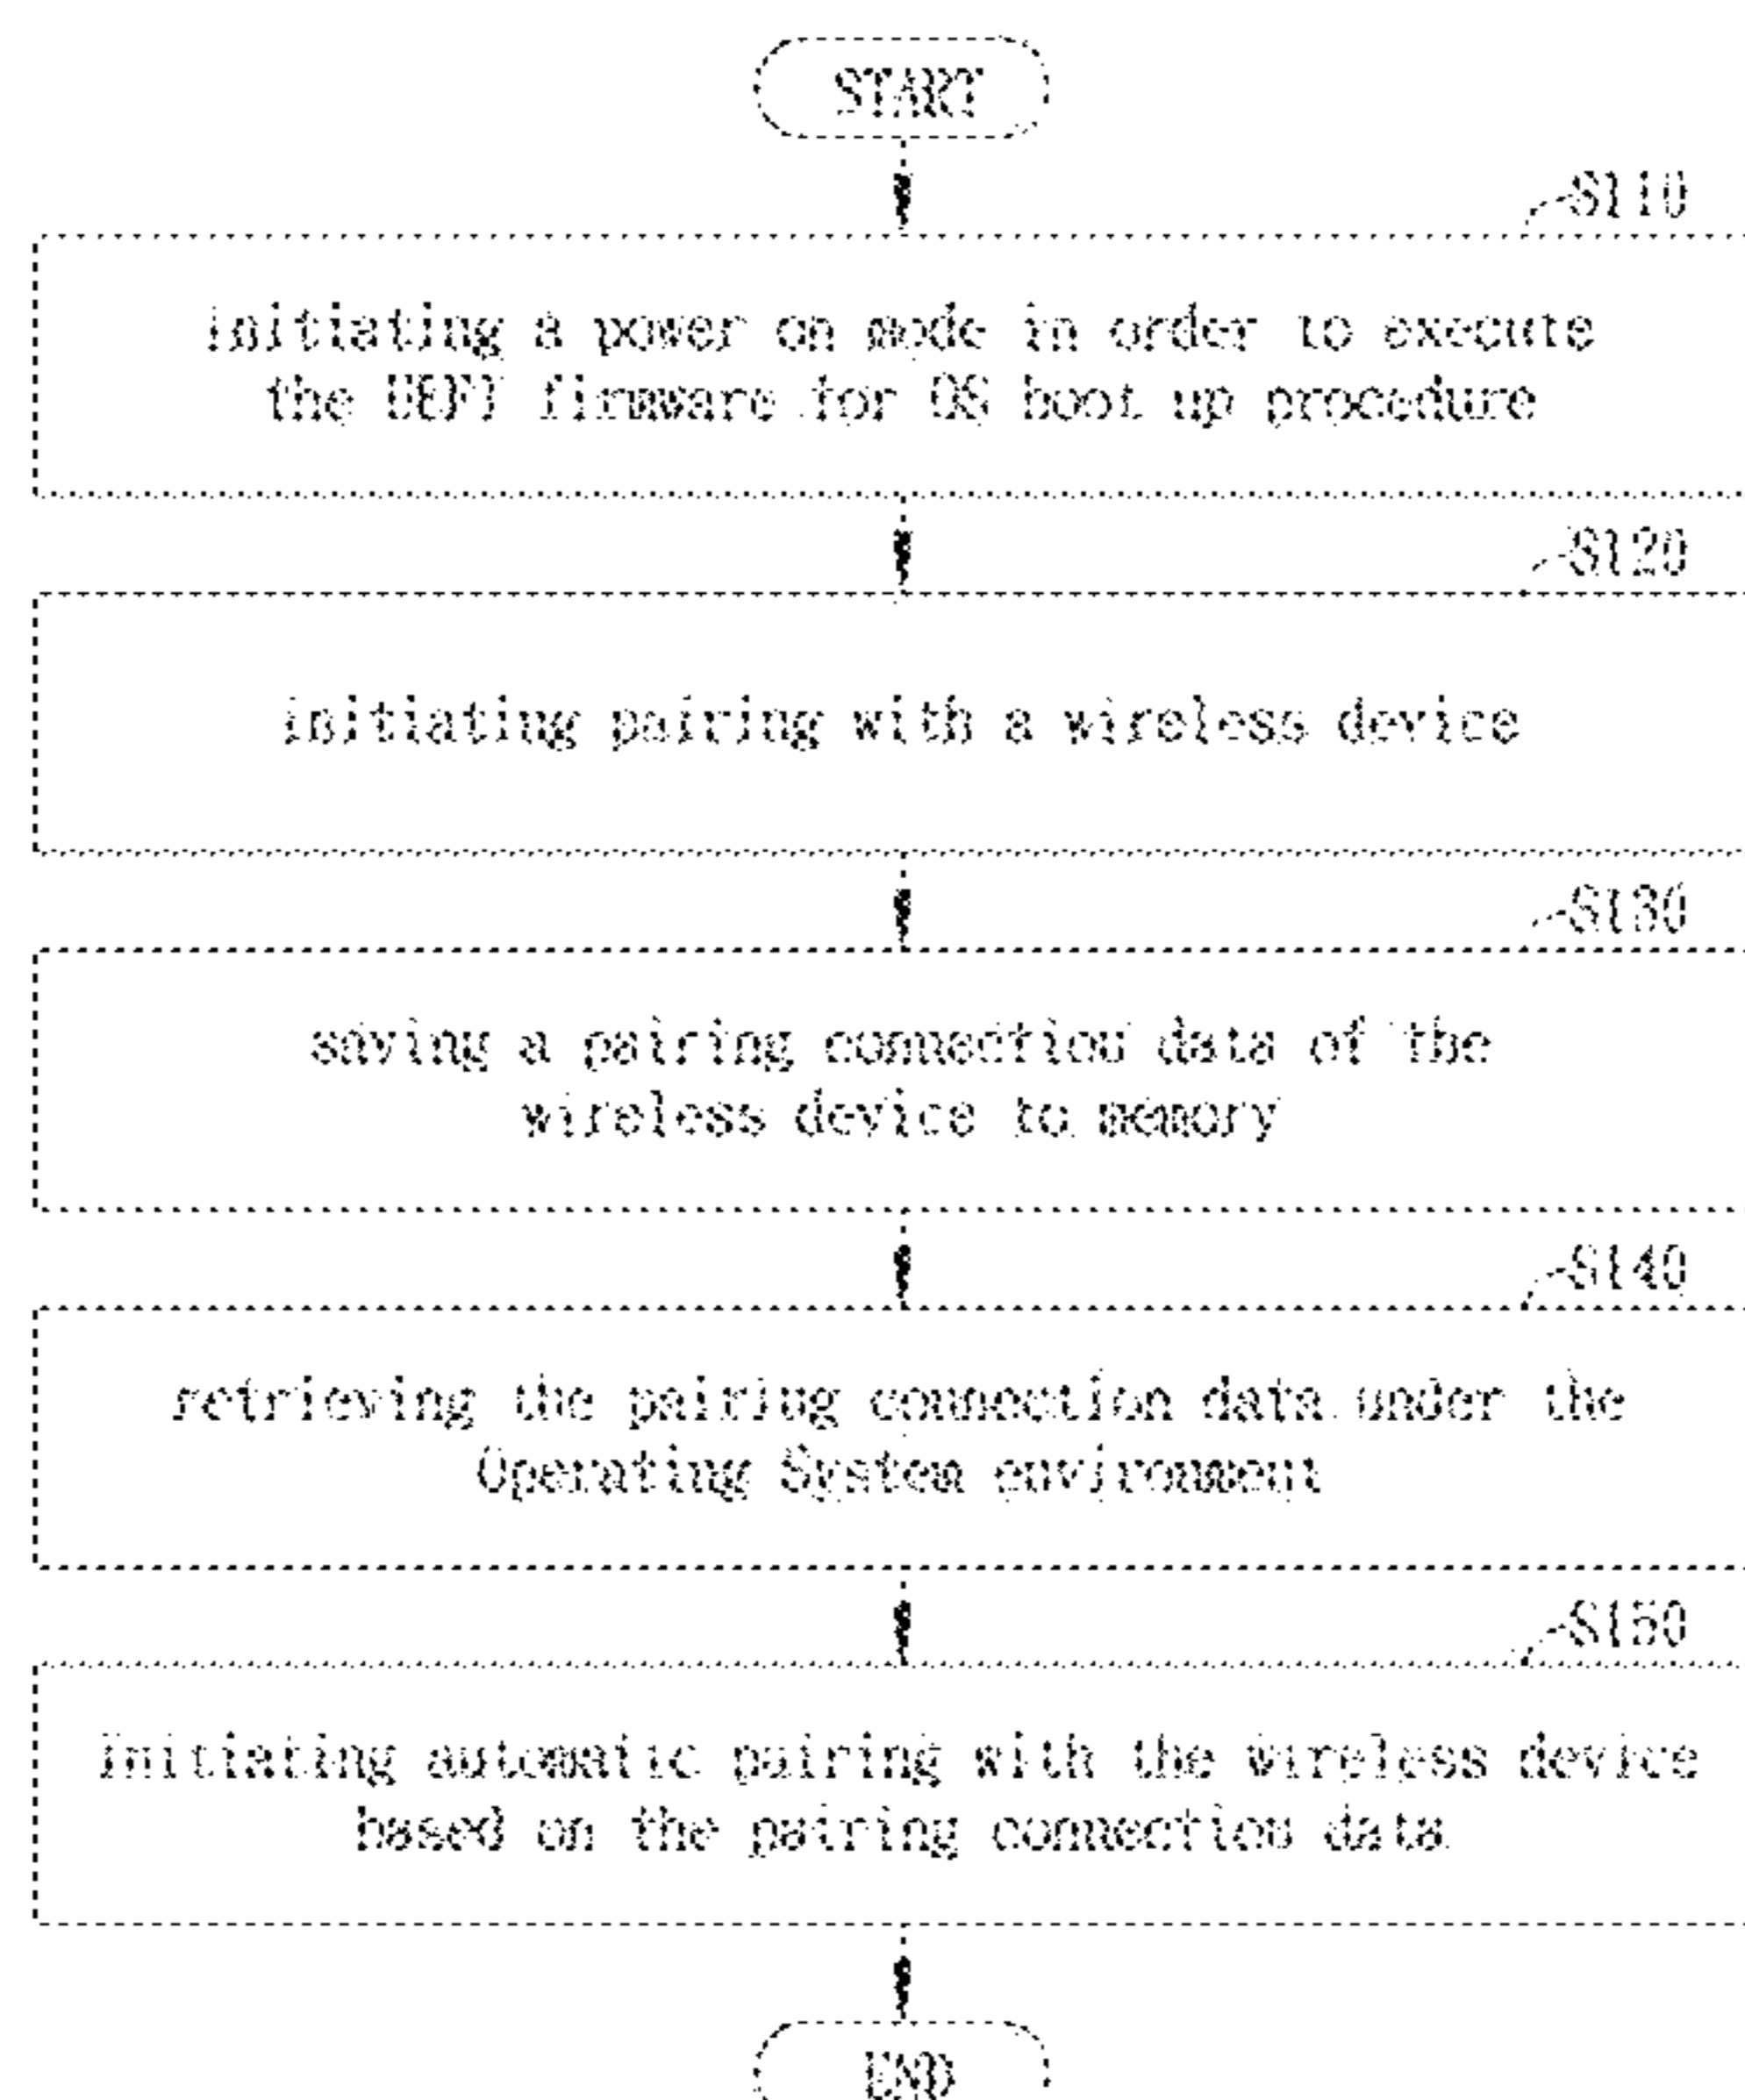 START
S110
initiating a power on mode in order to execute
the UEFI firmware for OS boot up procedure
S120
initiating pairing with a wireless device
S130
saving a pairing connection data of the
wireless device to memory
S140
retrieving the pairing connection data under the
Operating System environment
S150
initiating automatic pairing with the wireless device
based on the pairing connection data
END